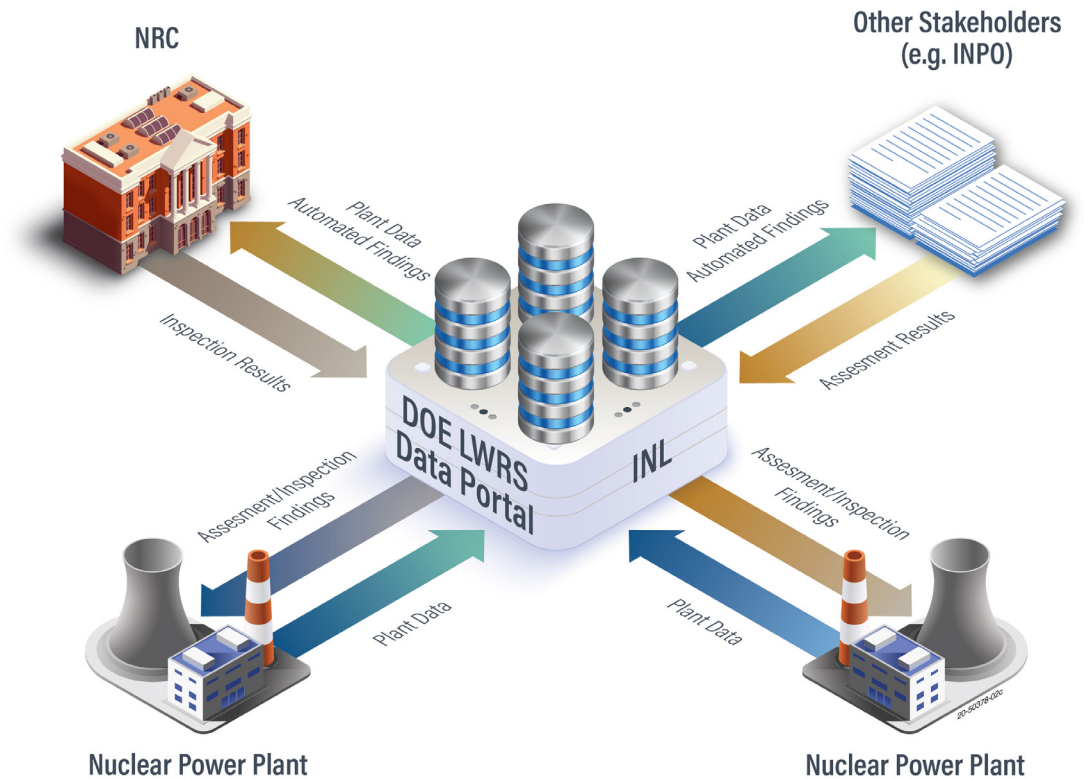 NRC
Other Stakeholders
(e.g. INPO)
Plant Data
Automated Findings
Plant Data
Automated Findings
Inspection Results
Assesment Results
DOE LWRS
Data Portal
INL
Assesment/Inspection
Findings
Assesment/Inspection
Findings
Plant Data
Plant Data
20-50378-02c
Nuclear Power Plant
Nuclear Power Plant